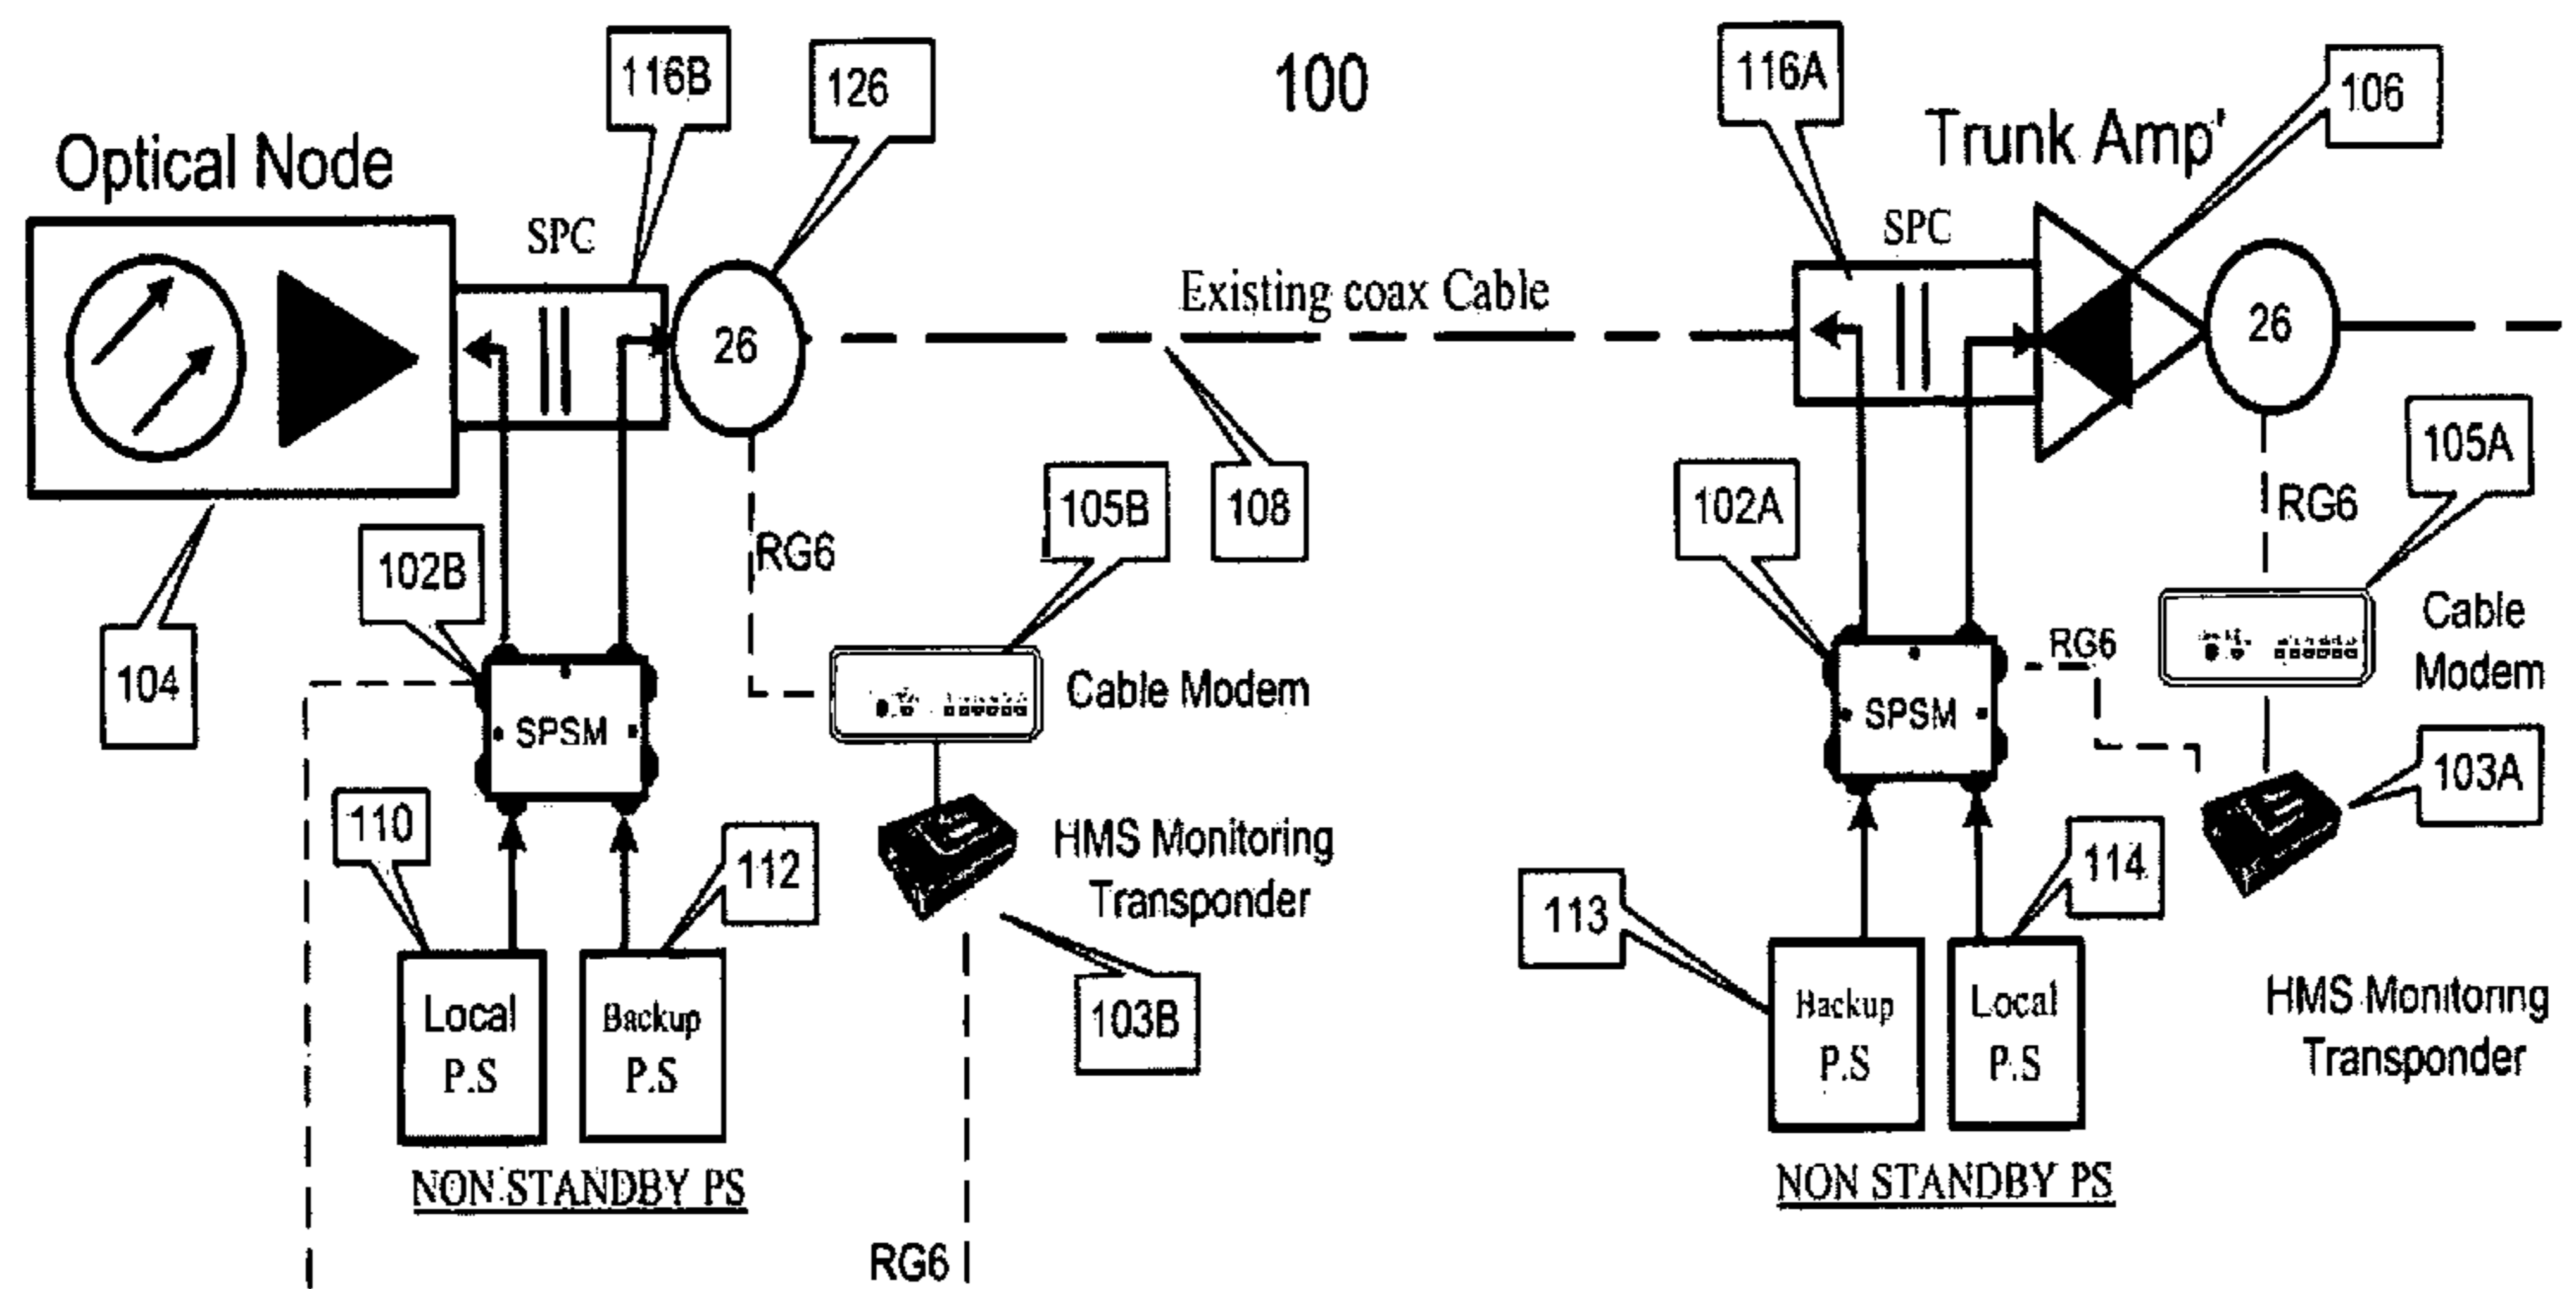 100
116B
126
116A
106
Optical Node
Trunk Amp'
SPC
SPC
Existing coax Cable
26
26
105A
105B
108
102A
RG6
RG6
102B
104
Cable
Modem
RG6
Cable Modem
SPSM
SPSM
103A
110
112
HMS Monitoring
Transponder
114
113
Local
P.S
Backup
P.S
103B
Backup
P.S
Local
P.S
HMS Monitoring
Transponder
NON STANDBY PS
NON STANDBY PS
RG6